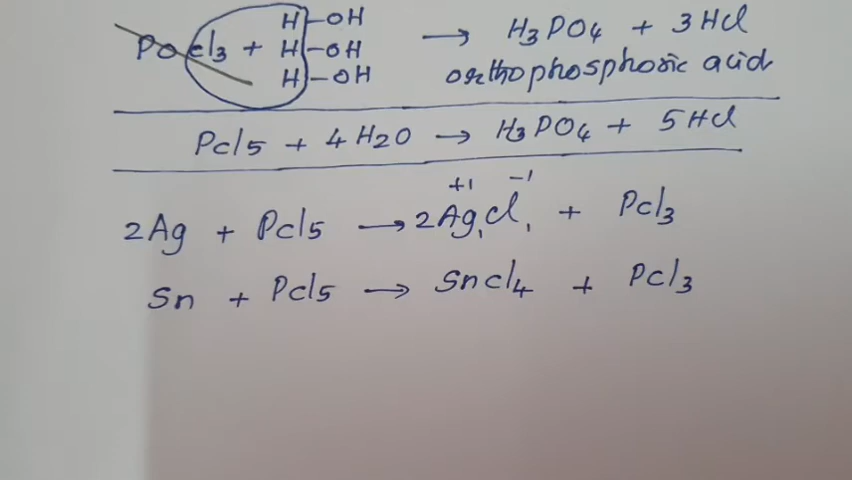 H-OH
POCl3 + H-OH → H3PO4 + 3HCl
H-OH orthophosphoric acid
PCl5 + 4H2O → H3PO4 + 5HCl
+1 -1
2Ag + PCl5 → 2Ag1Cl1 + PCl3
Sn + PCl5 → SnCl4 + PCl3